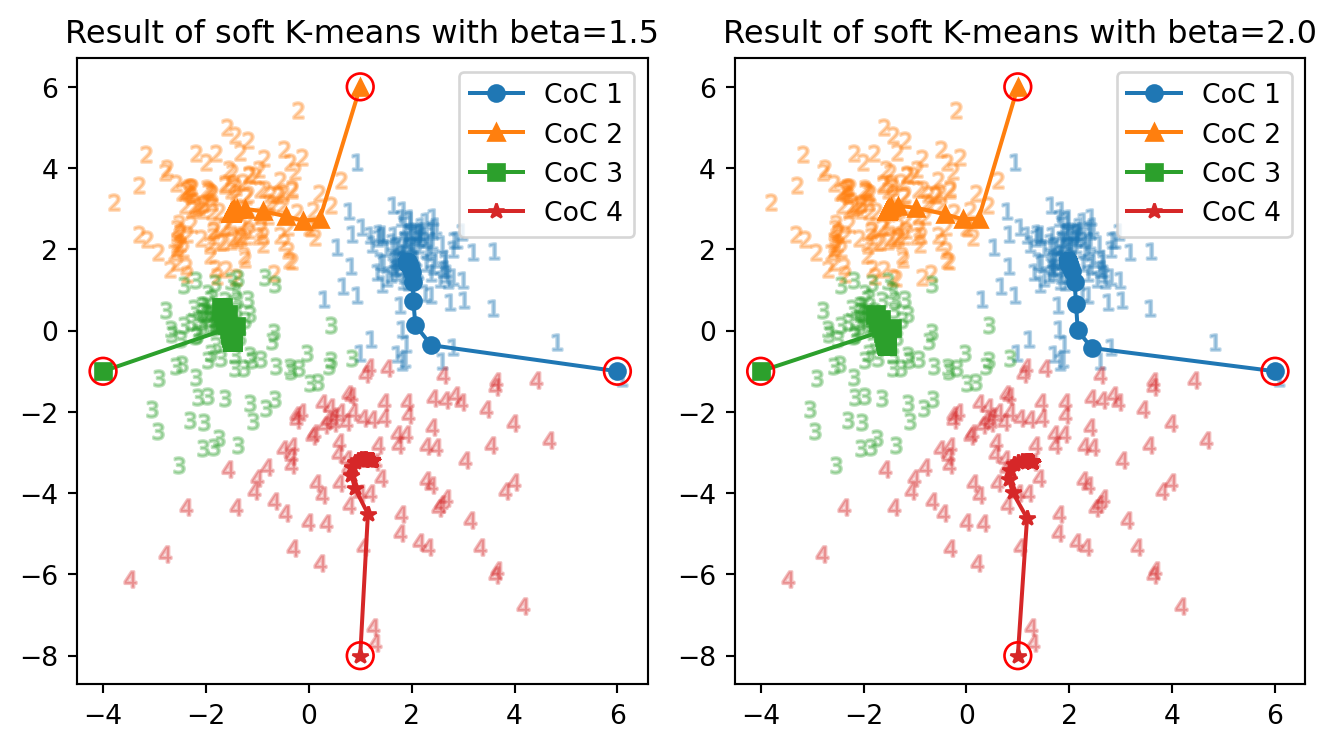 Result of soft K-means with beta=1.5
CoC 1
CoC 2
CoC 3
CoC 4
6
4
2
0
−2
−4
−6
−8
−4 −2 0 2 4 6
Result of soft K-means with beta=2.0
CoC 1
CoC 2
CoC 3
CoC 4
6
4
2
0
−2
−4
−6
−8
−4 −2 0 2 4 6